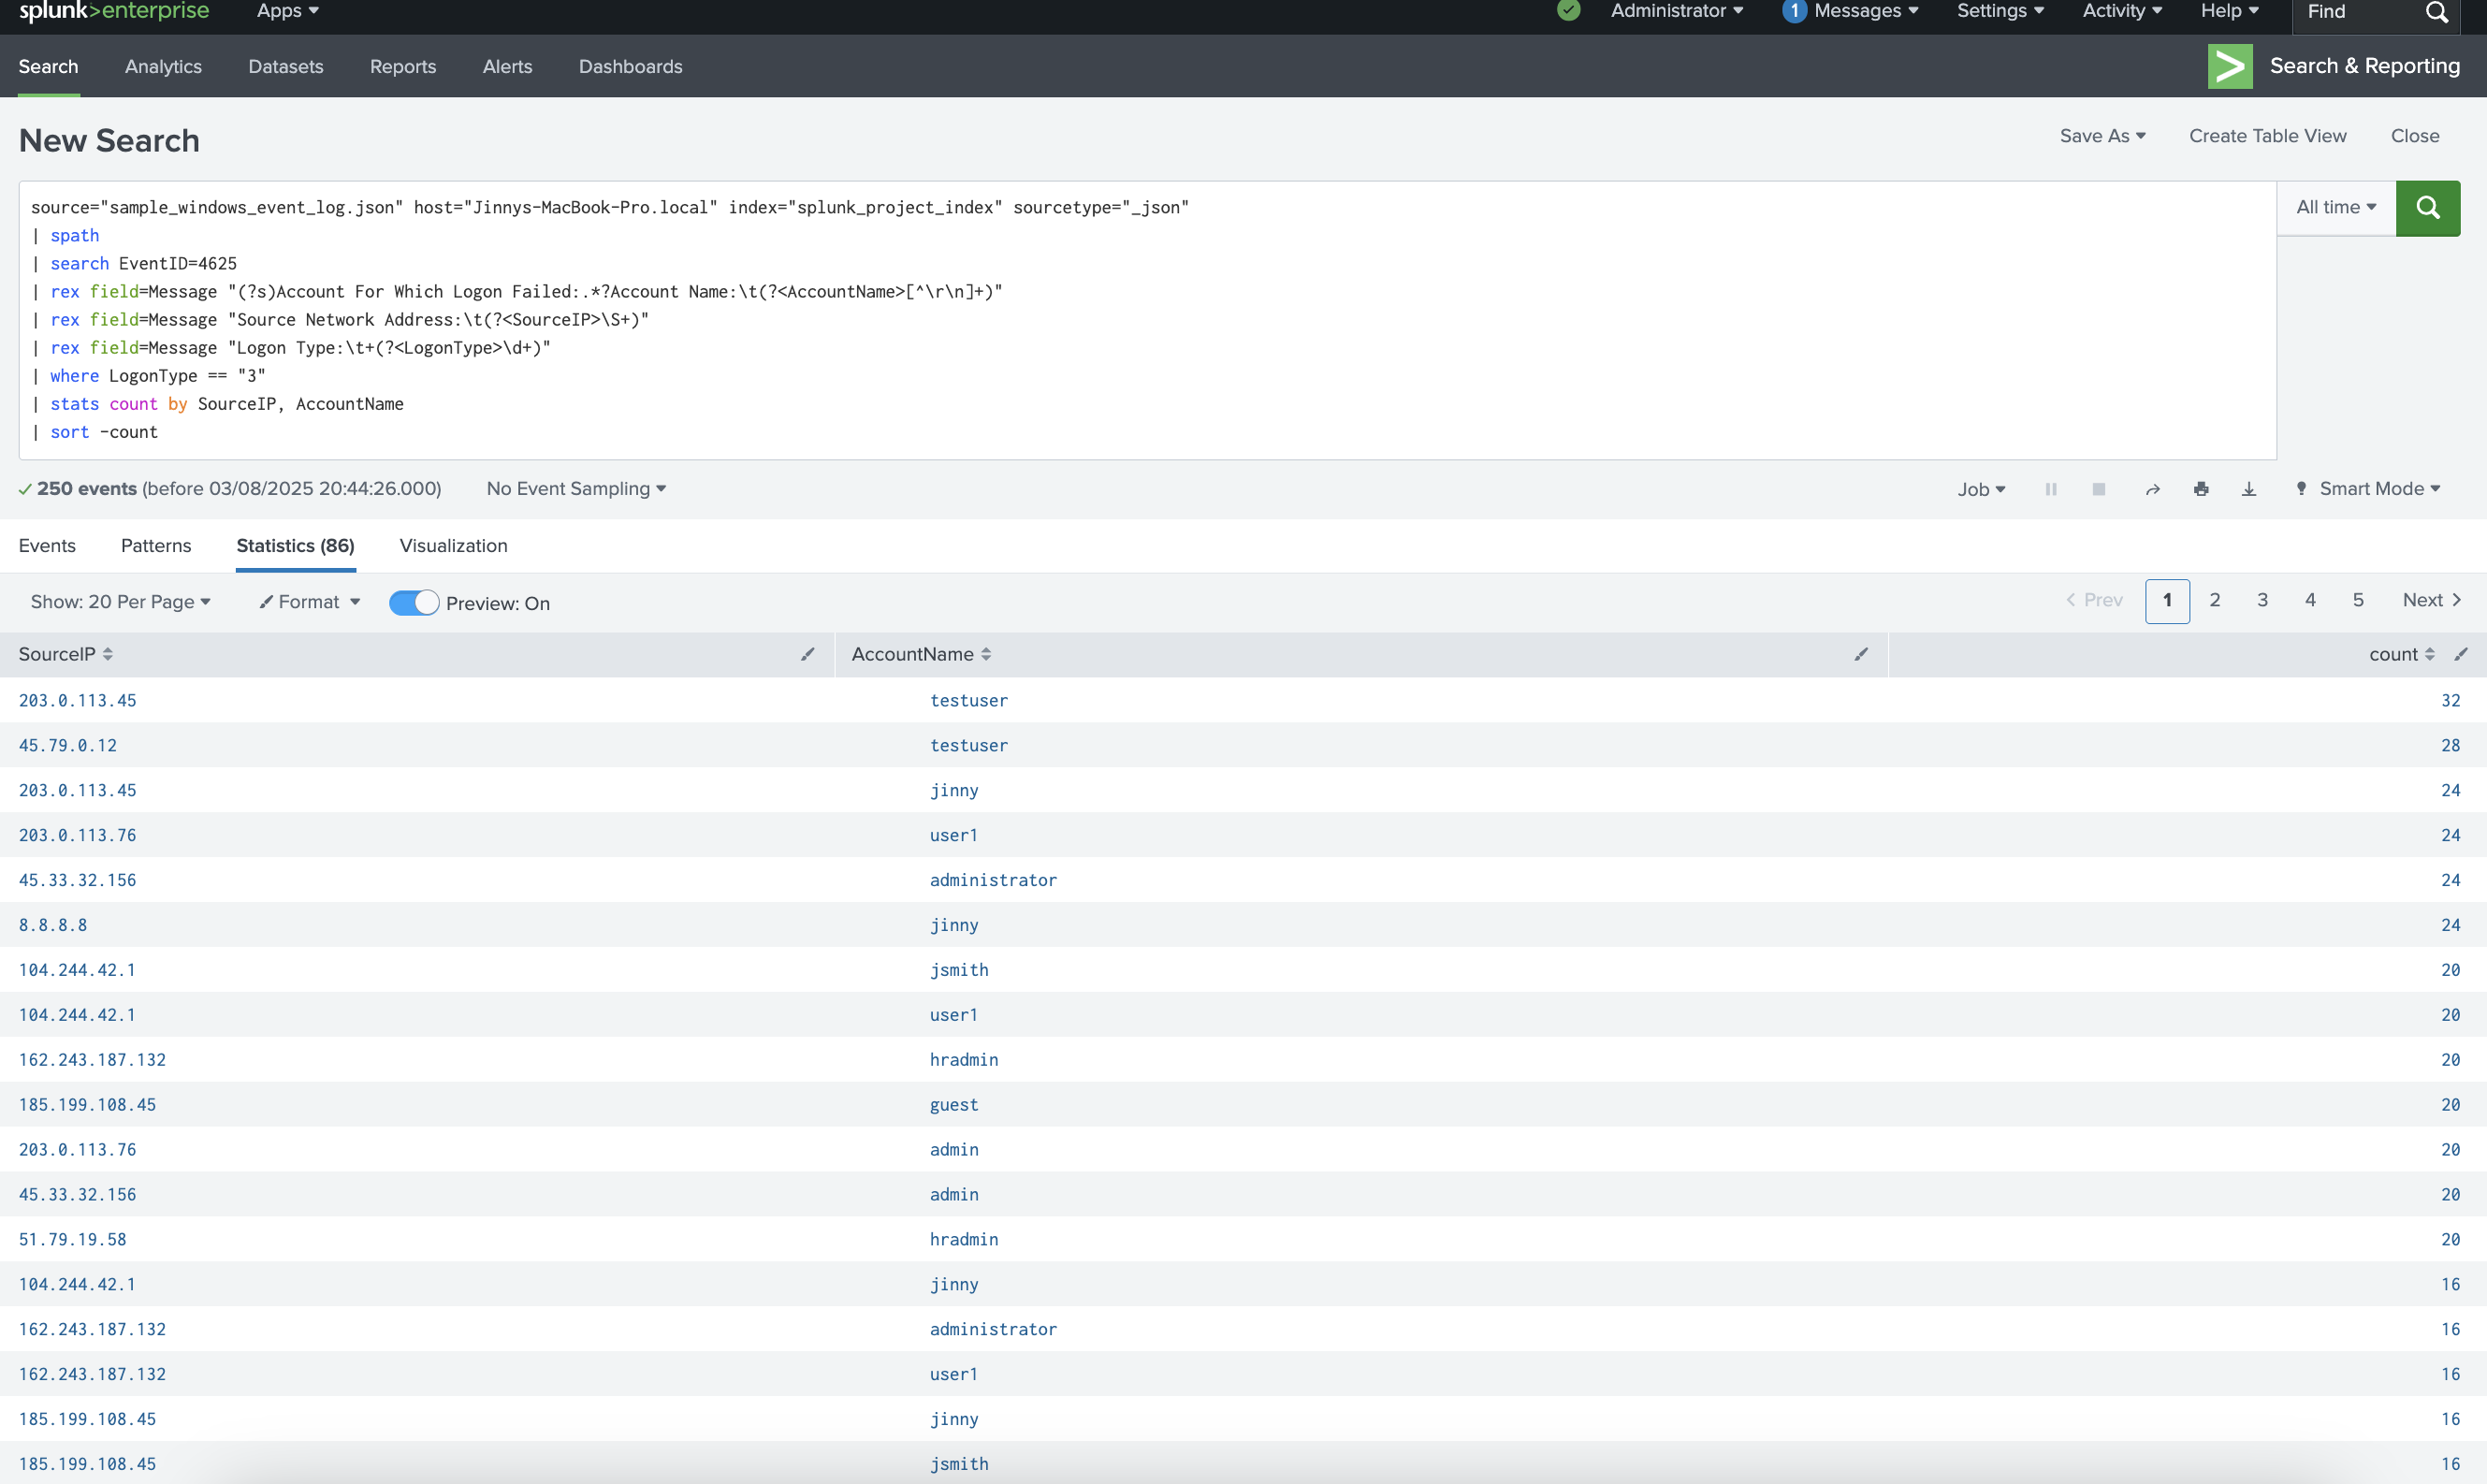 splunk>enterprise Apps Administrator 1 Messages Settings Activity Help Find
Search Analytics Datasets Reports Alerts Dashboards Search & Reporting
New Search Save As Create Table View Close
source="sample_windows_event_log.json" host="Jinnys-MacBook-Pro.local" index="splunk_project_index" sourcetype="_json" All time
| spath
| search EventID=4625
| rex field=Message "(?s)Account For Which Logon Failed:.*?Account Name:\t(?<AccountName>[^\r\n]+)"
| rex field=Message "Source Network Address:\t(?<SourceIP>\S+)"
| rex field=Message "Logon Type:\t+(?<LogonType>\d+)"
| where LogonType == "3"
| stats count by SourceIP, AccountName
| sort -count
250 events (before 03/08/2025 20:44:26.000) No Event Sampling Job Smart Mode
Events Patterns Statistics (86) Visualization
Show: 20 Per Page Format Preview: On < Prev 1 2 3 4 5 Next >
SourceIP AccountName count
203.0.113.45 testuser 32
45.79.0.12 testuser 28
203.0.113.45 jinny 24
203.0.113.76 user1 24
45.33.32.156 administrator 24
8.8.8.8 jinny 24
104.244.42.1 jsmith 20
104.244.42.1 user1 20
162.243.187.132 hradmin 20
185.199.108.45 guest 20
203.0.113.76 admin 20
45.33.32.156 admin 20
51.79.19.58 hradmin 20
104.244.42.1 jinny 16
162.243.187.132 administrator 16
162.243.187.132 user1 16
185.199.108.45 jinny 16
185.199.108.45 jsmith 16